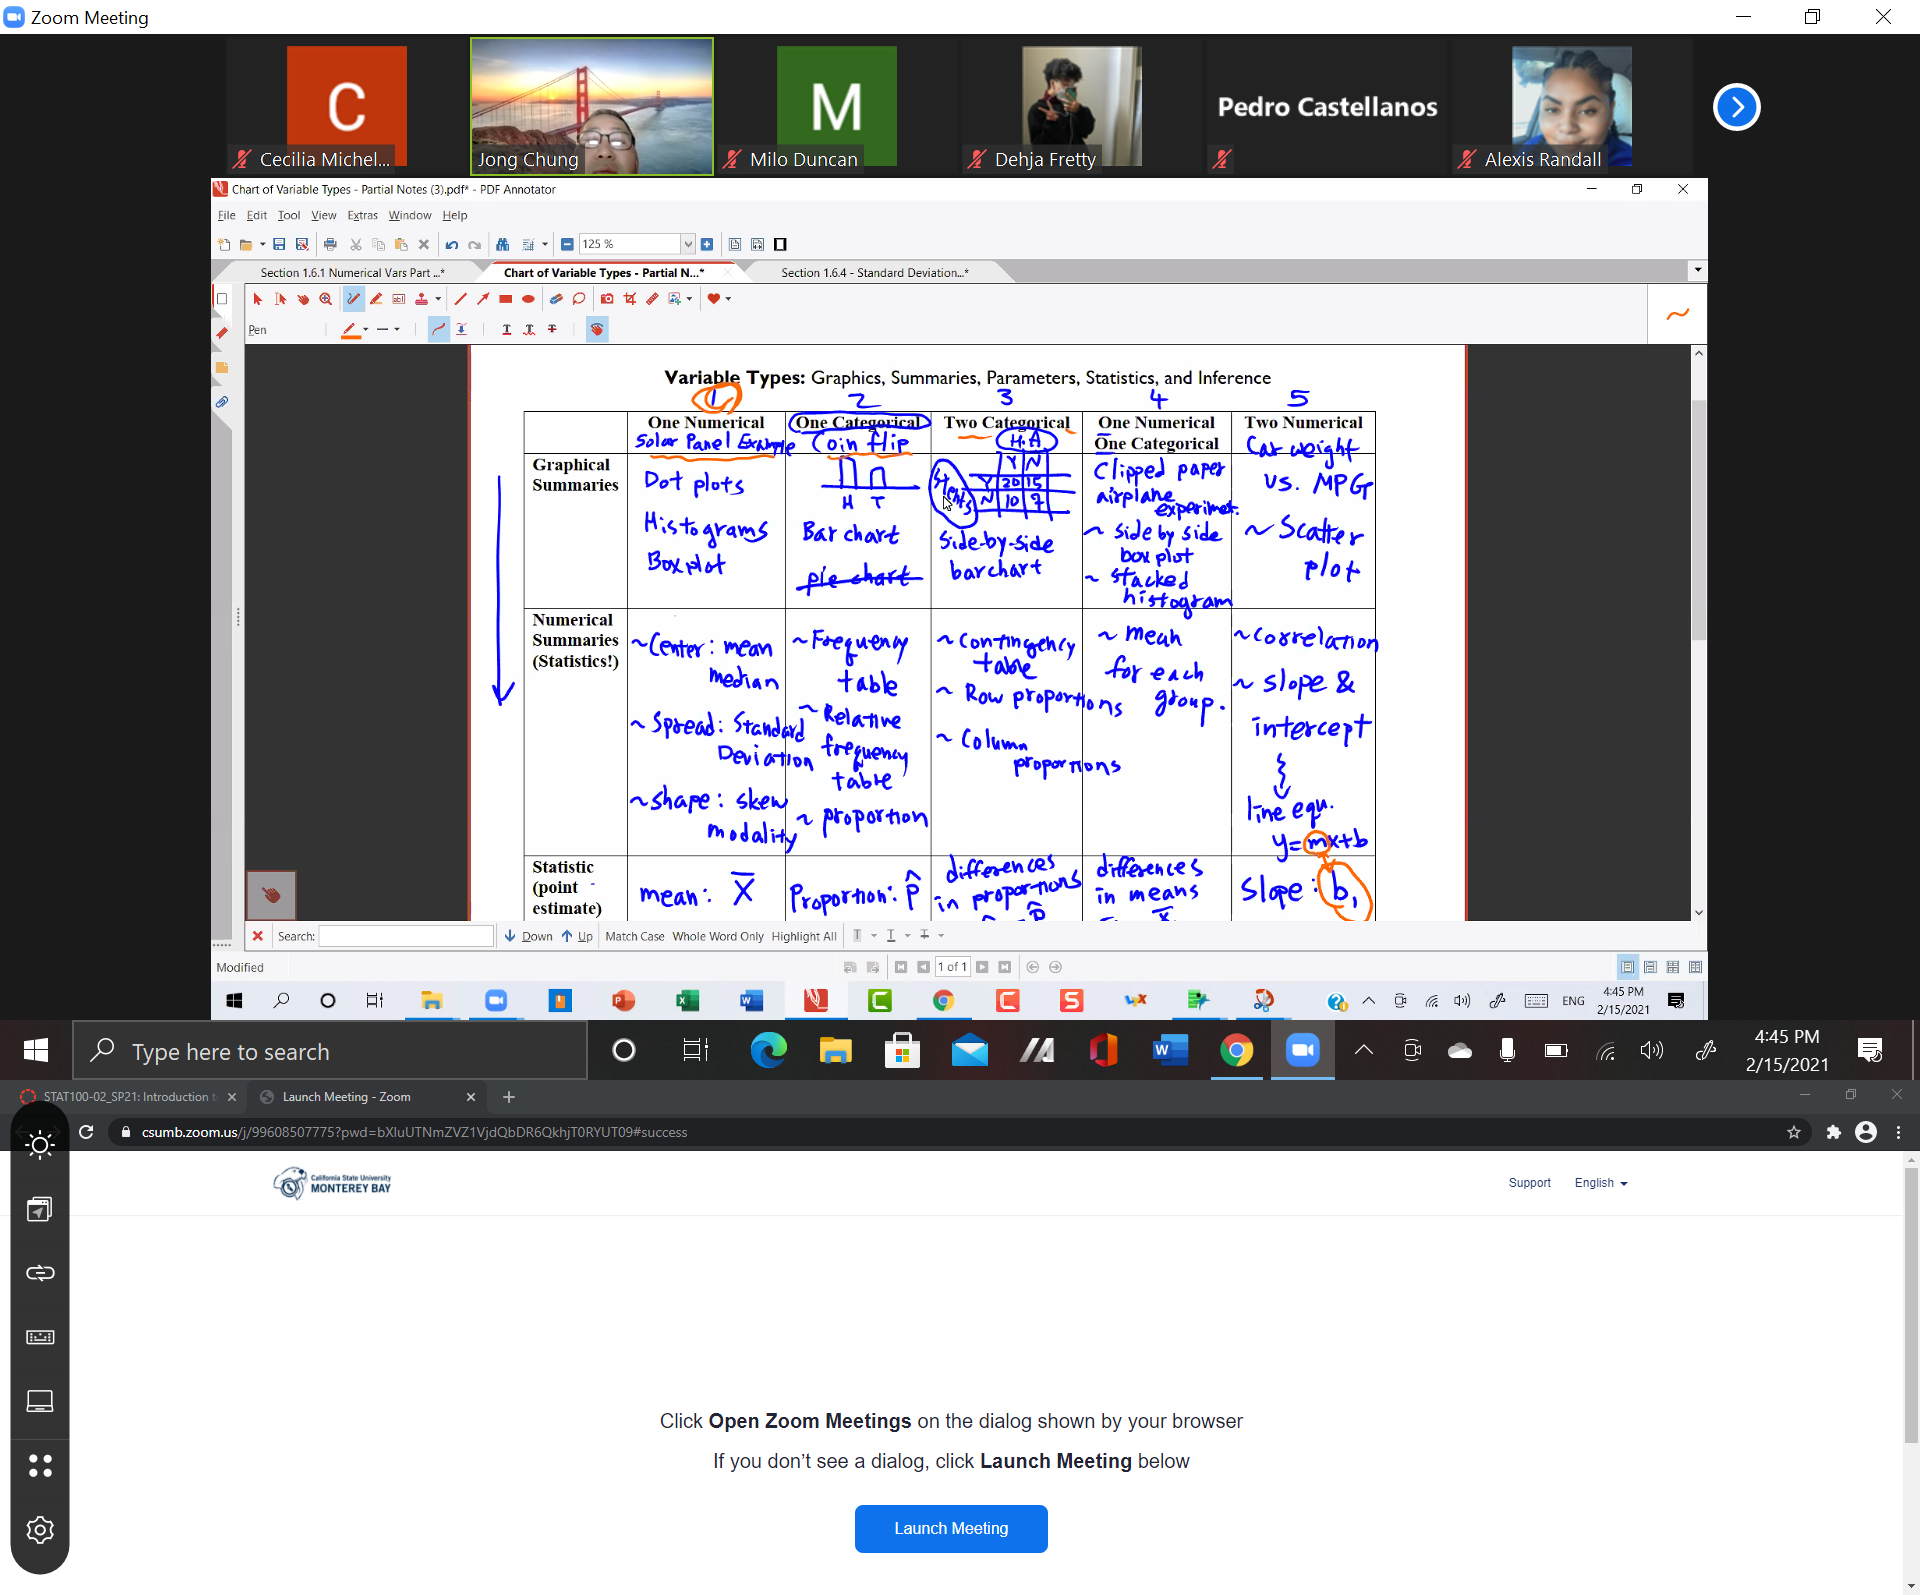 Zoom Meeting
C
M
Pedro Castellanos
Cecilia Michel...
Jong Chung
Milo Duncan
Dehja Fretty
Alexis Randall
Chart of Variable Types - Partial Notes (3).pdf* - PDF Annotator
File Edit Tool View Extras Window Help
125 %
Section 1.6.1 Numerical Vars Part ...*
Chart of Variable Types - Partial N...*
Section 1.6.4 - Standard Deviation...*
Pen
Variable Types: Graphics, Summaries, Parameters, Statistics, and Inference
1 2 3 4 5
One Numerical
Solar Panel Example
One Categorical
Coin flip
Two Categorical
H.A
One Numerical
One Categorical
Two Numerical
Car weight
vs. MPG
Graphical
Summaries
Dot plots
Histograms
Boxplot
H T
Bar chart
pie chart
Y N
Y 20 15
N 10 7
Stents
Side-by-side
barchart
Clipped paper
airplane
experimet.
~ side by side
box plot
~ stacked
histogram
~ Scatter
plot
Numerical
Summaries
(Statistics!)
~Center: mean
median
~Spread: Standard
Deviation
~shape: skew
modality
~Frequency
table
~Relative
frequency
table
~ proportion
~Contingency
table
~ Row proportions
~ Column
proportions
~ mean
for each
group.
~correlation
~ slope &
intercept
line equ.
y=mx+b
Statistic
(point
estimate)
mean: x̄
Proportion: p̂
differences
in proportions
differences
in means
Slope: b₁
Search:
Down Up Match Case Whole Word Only Highlight All
Modified
1 of 1
ENG
4:45 PM
2/15/2021
Type here to search
4:45 PM
2/15/2021
STAT100-02_SP21: Introduction t
Launch Meeting - Zoom
csumb.zoom.us/j/99608507775?pwd=bXluUTNmZVZ1VjdQbDR6QkhjT0RYUT09#success
California State University
MONTEREY BAY
Support
English
Click Open Zoom Meetings on the dialog shown by your browser
If you don't see a dialog, click Launch Meeting below
Launch Meeting